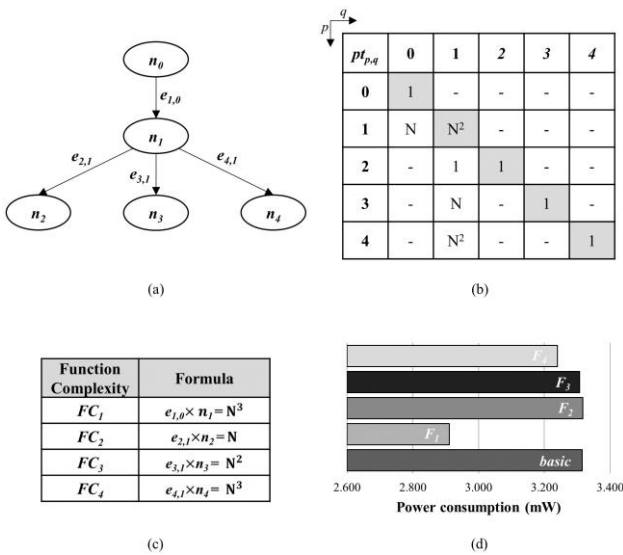 n₀
e₁,₀
n₁
e₂,₁
e₃,₁
e₄,₁
n₂
n₃
n₄
(a)
q
p
ptₚ,q 0 1 2 3 4
0 1 - - - -
1 N N² - - -
2 - 1 1 - -
3 - N - 1 -
4 - N² - - 1
(b)
Function Complexity Formula
FC₁ e₁,₀× n₁= N³
FC₂ e₂,₁×n₂= N
FC₃ e₃,₁×n₃= N²
FC₄ e₄,₁×n₄= N³
(c)
F₄
F₃
F₂
F₁
basic
2.600 2.800 3.000 3.200 3.400
Power consumption (mW)
(d)